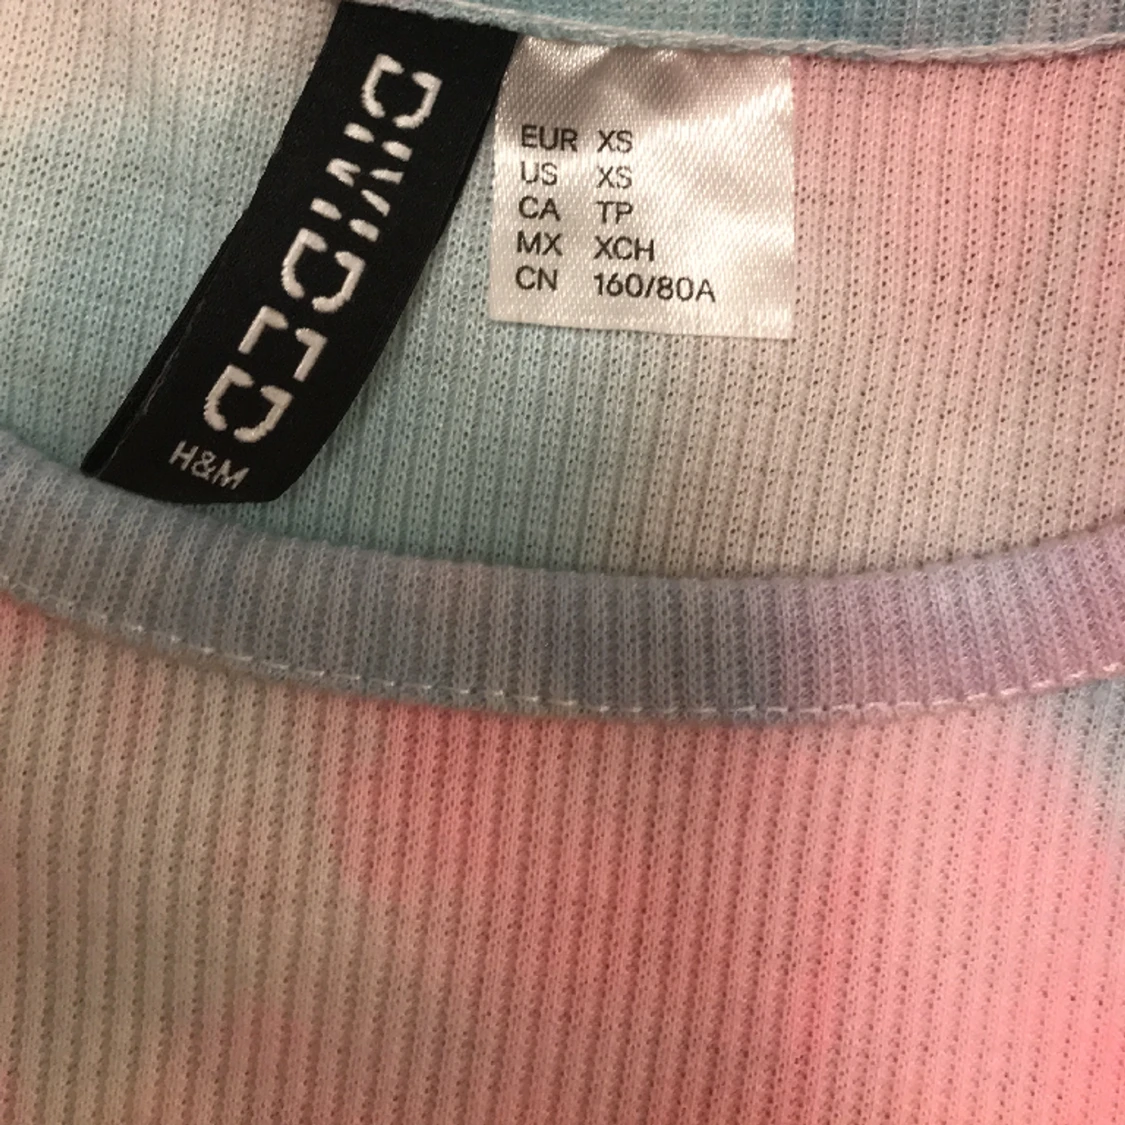 DIVIDED
H&M
EUR XS
US XS
CA TP
MX XCH
CN 160/80A